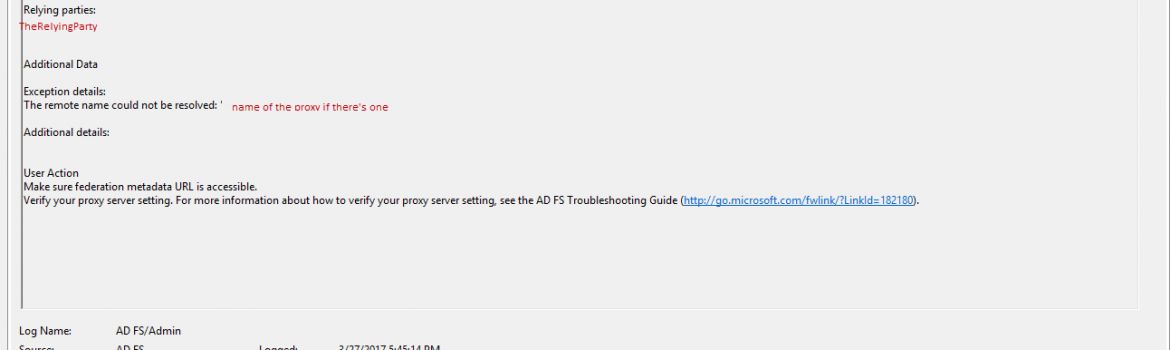 Relying parties:
TheRelyingParty
Additional Data
Exception details:
The remote name could not be resolved: ' name of the proxy if there's one
Additional details:
User Action
Make sure federation metadata URL is accessible.
Verify your proxy server setting. For more information about how to verify your proxy server setting, see the AD FS Troubleshooting Guide (http://go.microsoft.com/fwlink/?LinkId=182180).
Log Name: AD FS/Admin
Source: AD FS Logged: 3/27/2017 5:45:14 PM